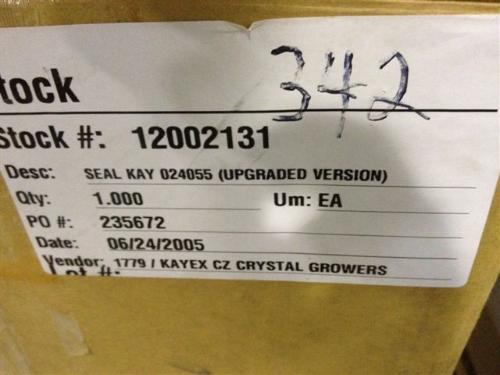 342
tock
Stock #: 12002131
Desc: SEAL KAY 024055 (UPGRADED VERSION)
Qty: 1.000 Um: EA
PO #: 235672
Date: 06/24/2005
Vendor: 1779 / KAYEX CZ CRYSTAL GROWERS
Lot #: